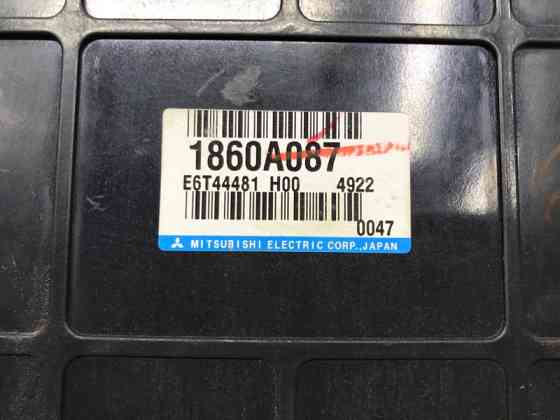 1860A087
E6T44481 H00 4922
0047
MITSUBISHI ELECTRIC CORP., JAPAN